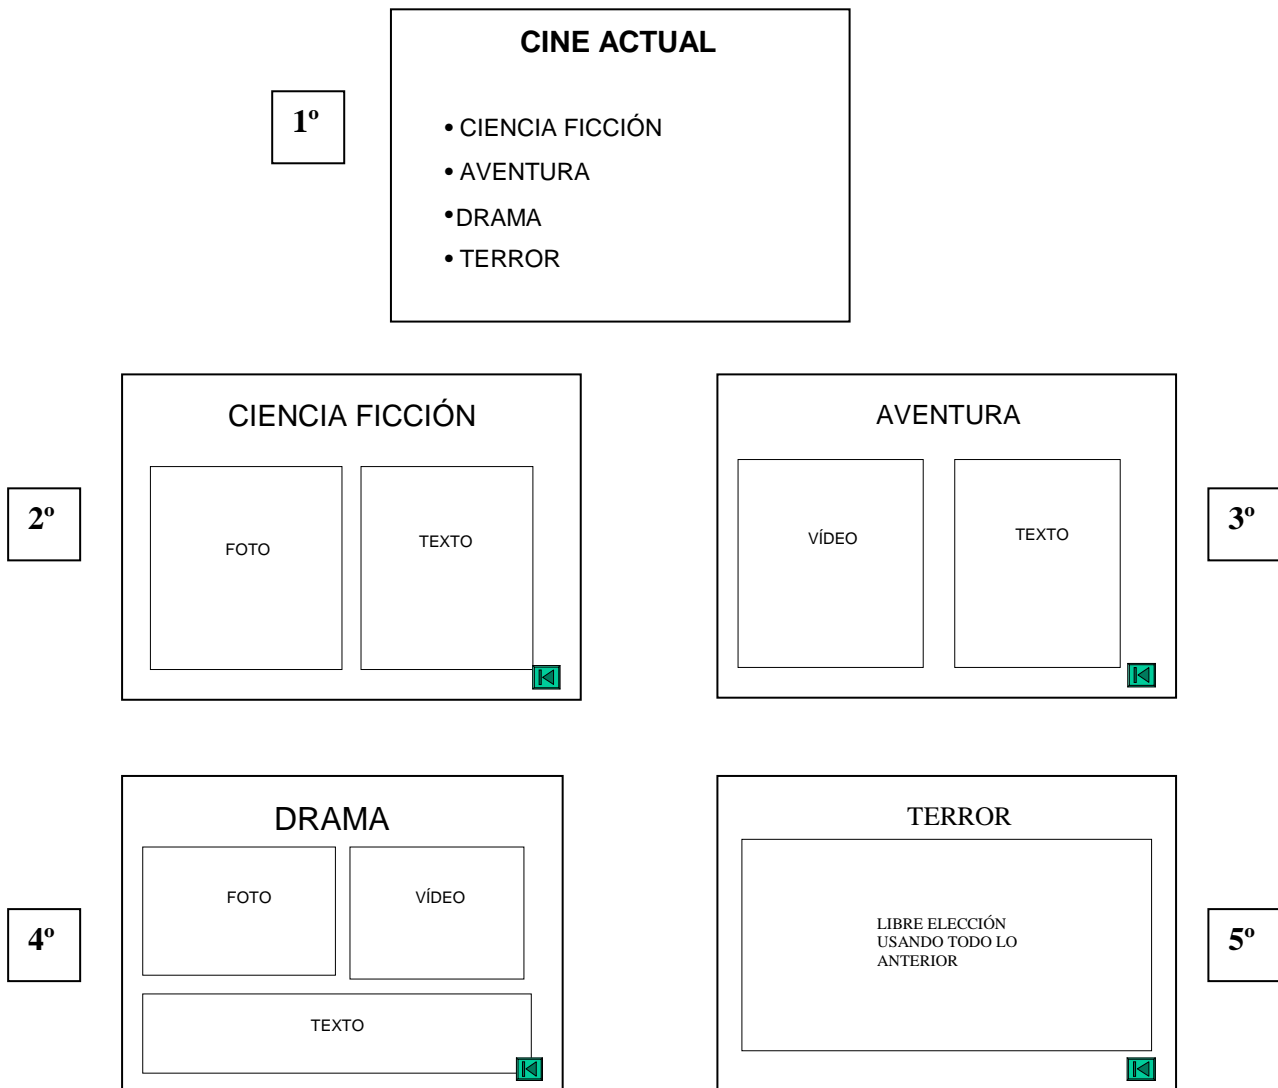 CINE ACTUAL
1º
• CIENCIA FICCIÓN
• AVENTURA
•DRAMA
• TERROR
2º
CIENCIA FICCIÓN
FOTO
TEXTO
AVENTURA
VÍDEO
TEXTO
3º
4º
DRAMA
FOTO
VÍDEO
TEXTO
TERROR
LIBRE ELECCIÓN
USANDO TODO LO
ANTERIOR
5º